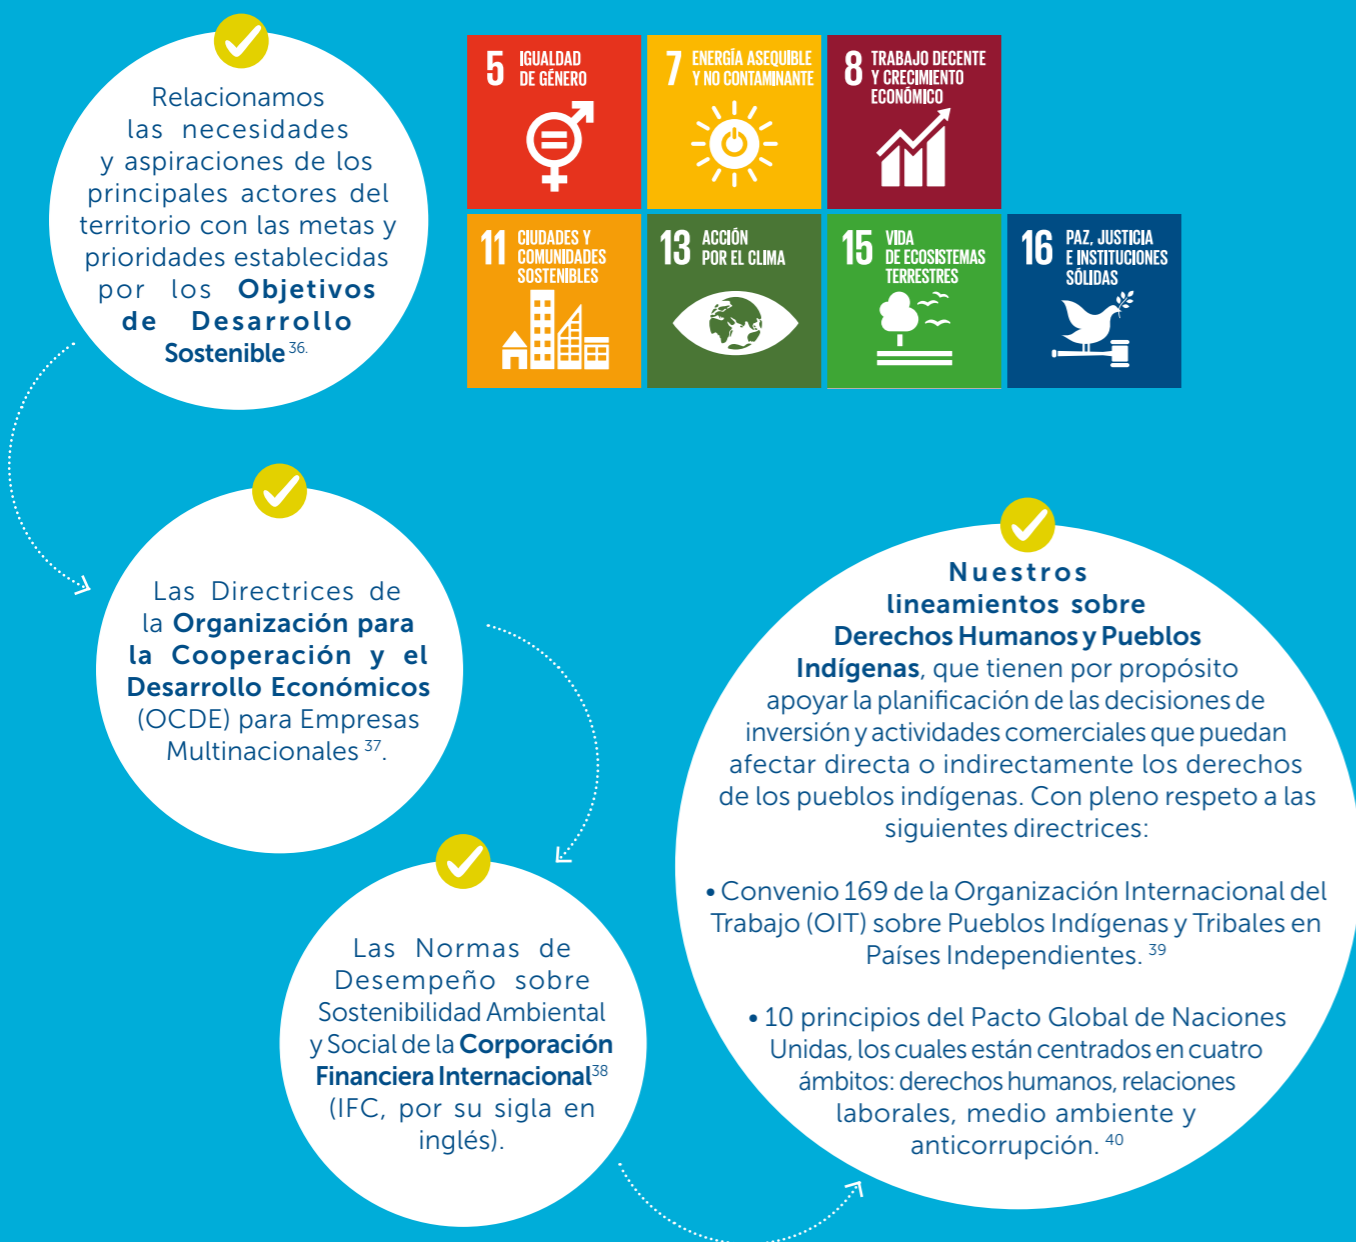 Relacionamos
las necesidades
y aspiraciones de los
principales actores del
territorio con las metas y
prioridades establecidas
por los Objetivos
de Desarrollo
Sostenible 36.
5 IGUALDAD
DE GÉNERO
7 ENERGÍA ASEQUIBLE
Y NO CONTAMINANTE
8 TRABAJO DECENTE
Y CRECIMIENTO
ECONÓMICO
11 CIUDADES Y
COMUNIDADES
SOSTENIBLES
13 ACCIÓN
POR EL CLIMA
15 VIDA
DE ECOSISTEMAS
TERRESTRES
16 PAZ, JUSTICIA
E INSTITUCIONES
SÓLIDAS
Las Directrices de
la Organización para
la Cooperación y el
Desarrollo Económicos
(OCDE) para Empresas
Multinacionales 37.
Las Normas de
Desempeño sobre
Sostenibilidad Ambiental
y Social de la Corporación
Financiera Internacional38
(IFC, por su sigla en
inglés).
Nuestros
lineamientos sobre
Derechos Humanos y Pueblos
Indígenas, que tienen por propósito
apoyar la planificación de las decisiones de
inversión y actividades comerciales que puedan
afectar directa o indirectamente los derechos
de los pueblos indígenas. Con pleno respeto a las
siguientes directrices:
• Convenio 169 de la Organización Internacional del
Trabajo (OIT) sobre Pueblos Indígenas y Tribales en
Países Independientes. 39
• 10 principios del Pacto Global de Naciones
Unidas, los cuales están centrados en cuatro
ámbitos: derechos humanos, relaciones
laborales, medio ambiente y
anticorrupción. 40